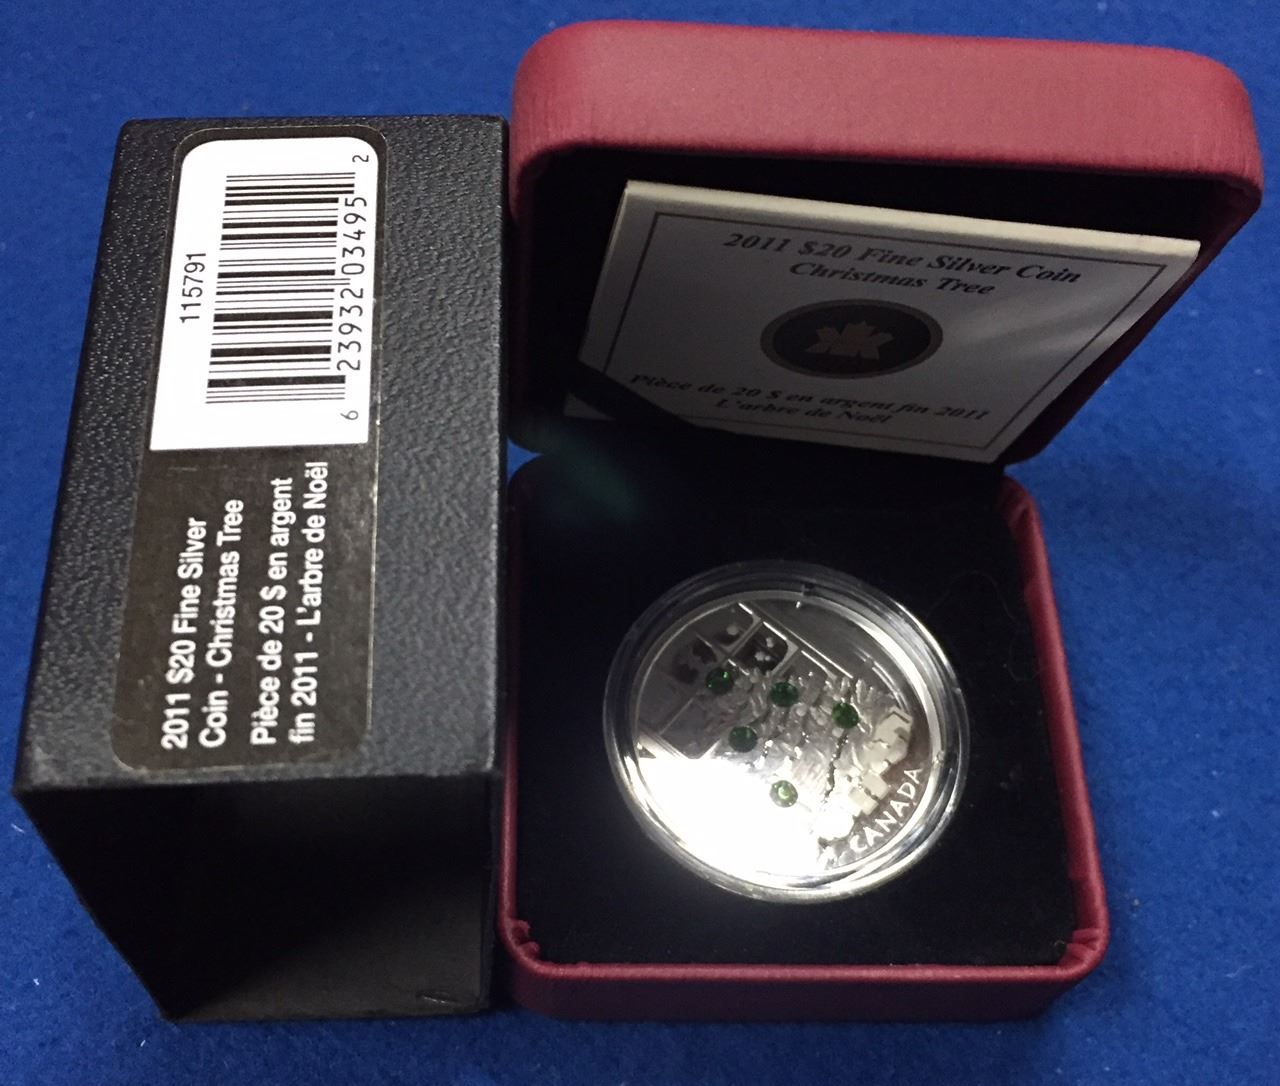 115791
6 23932 03495 2
2011 $20 Fine Silver
Coin - Christmas Tree
Pièce de 20 $ en argent
fin 2011 - L'arbre de Noël
2011 $20 Fine Silver Coin
Christmas Tree
Pièce de 20 $ en argent fin 2011
L'arbre de Noël
CANADA